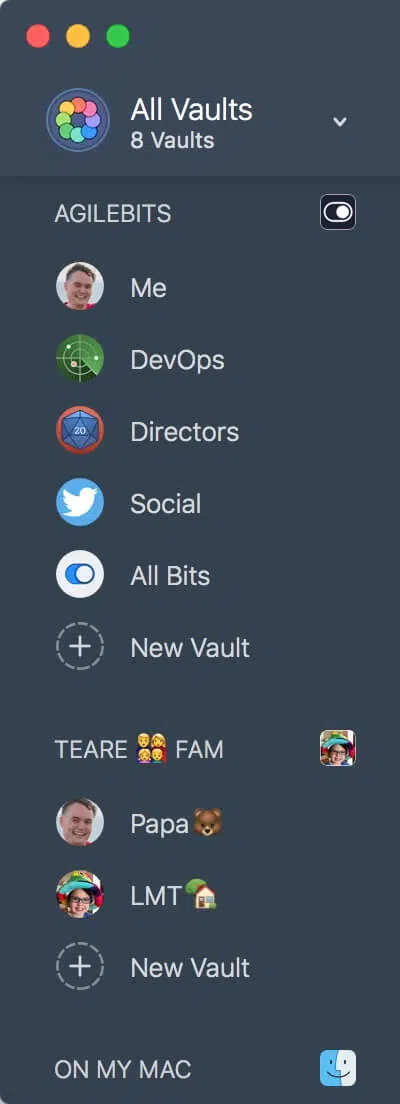 All Vaults
8 Vaults
AGILEBITS
Me
DevOps
20
Directors
Social
All Bits
New Vault
TEARE 👨‍👩‍👧‍👦 FAM
Papa🐻
LMT🏡
New Vault
ON MY MAC